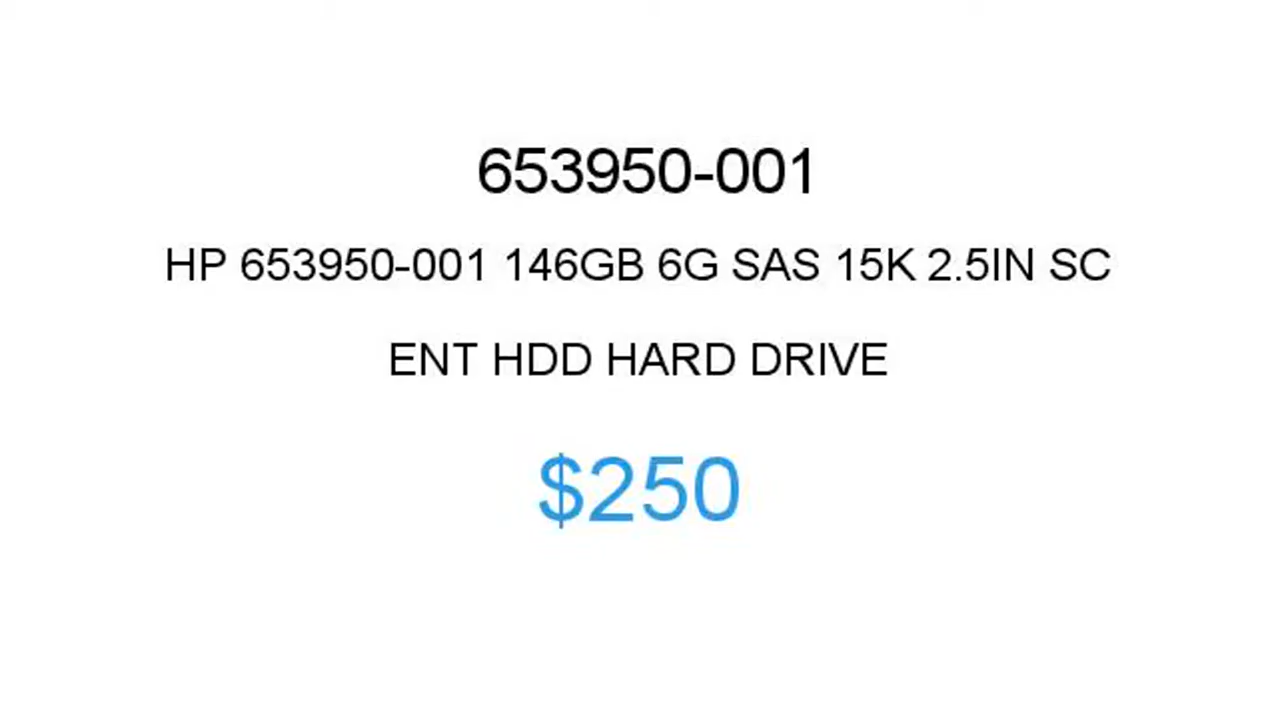 653950-001
HP 653950-001 146GB 6G SAS 15K 2.5IN SC
ENT HDD HARD DRIVE
$250